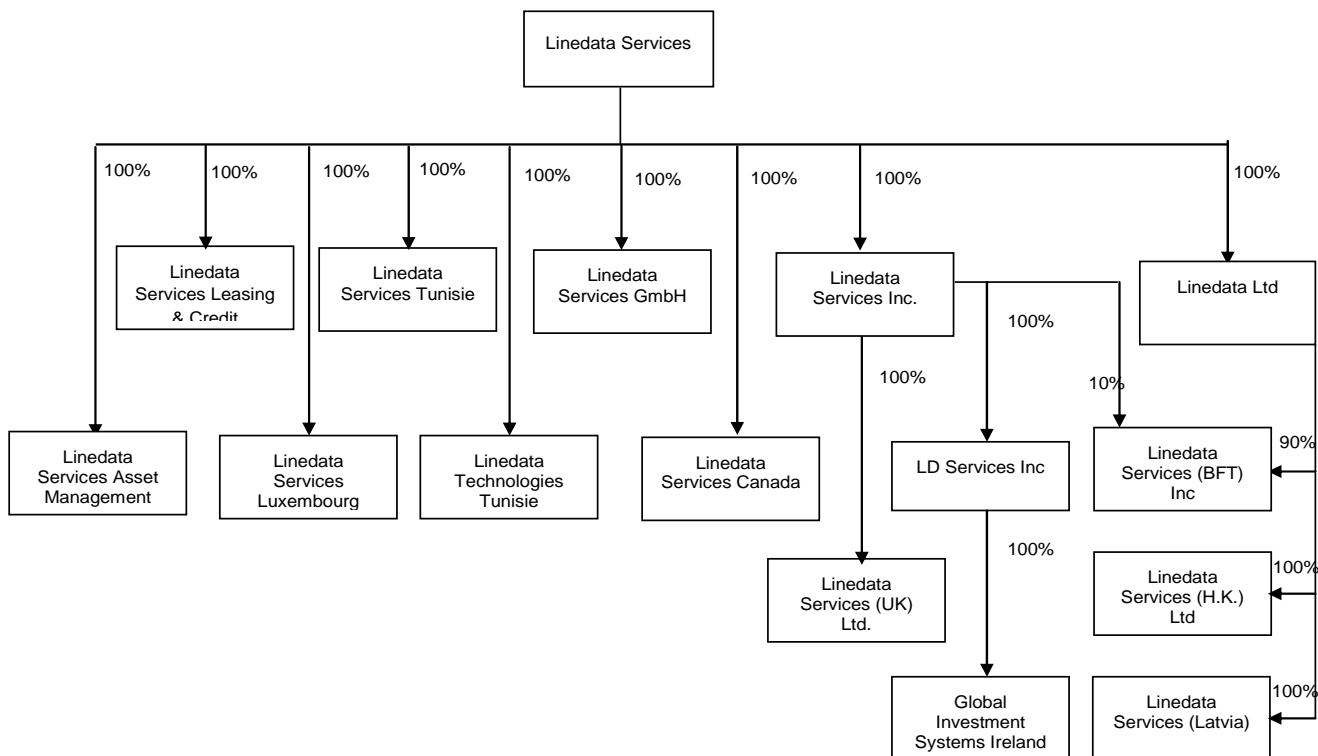 Linedata Services
100%
100%
100%
100%
100%
100%
100%
100%
100%
Linedata
Services Leasing
& Credit
Linedata
Services Tunisie
Linedata
Services GmbH
Linedata
Services Inc.
Linedata Ltd
100%
100%
10%
Linedata
Services Asset
Management
Linedata
Services
Luxembourg
Linedata
Technologies
Tunisie
Linedata
Services Canada
LD Services Inc
Linedata
Services (BFT)
Inc
90%
100%
Linedata
Services (UK)
Ltd.
Linedata
Services (H.K.)
Ltd
100%
Global
Investment
Systems Ireland
Linedata
Services (Latvia)
100%